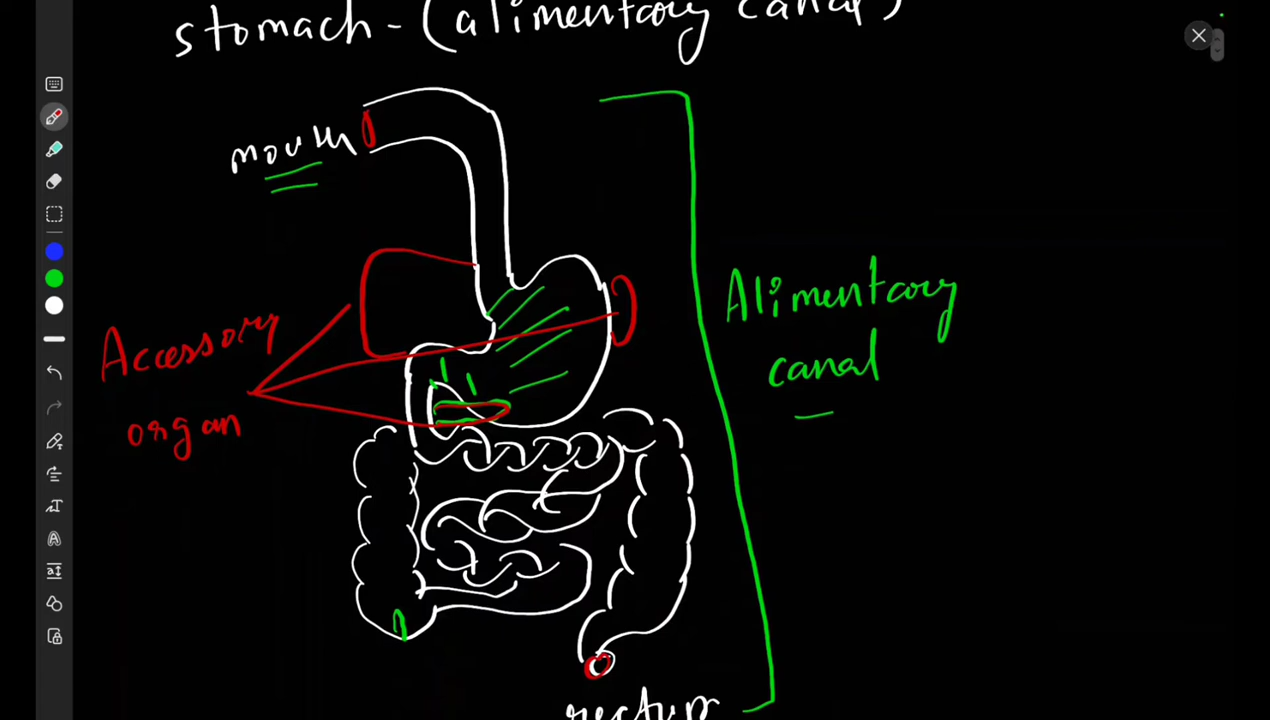 stomach - (alimentary canal)
mouth
Alimentary
canal
Accessory
organ
rectum